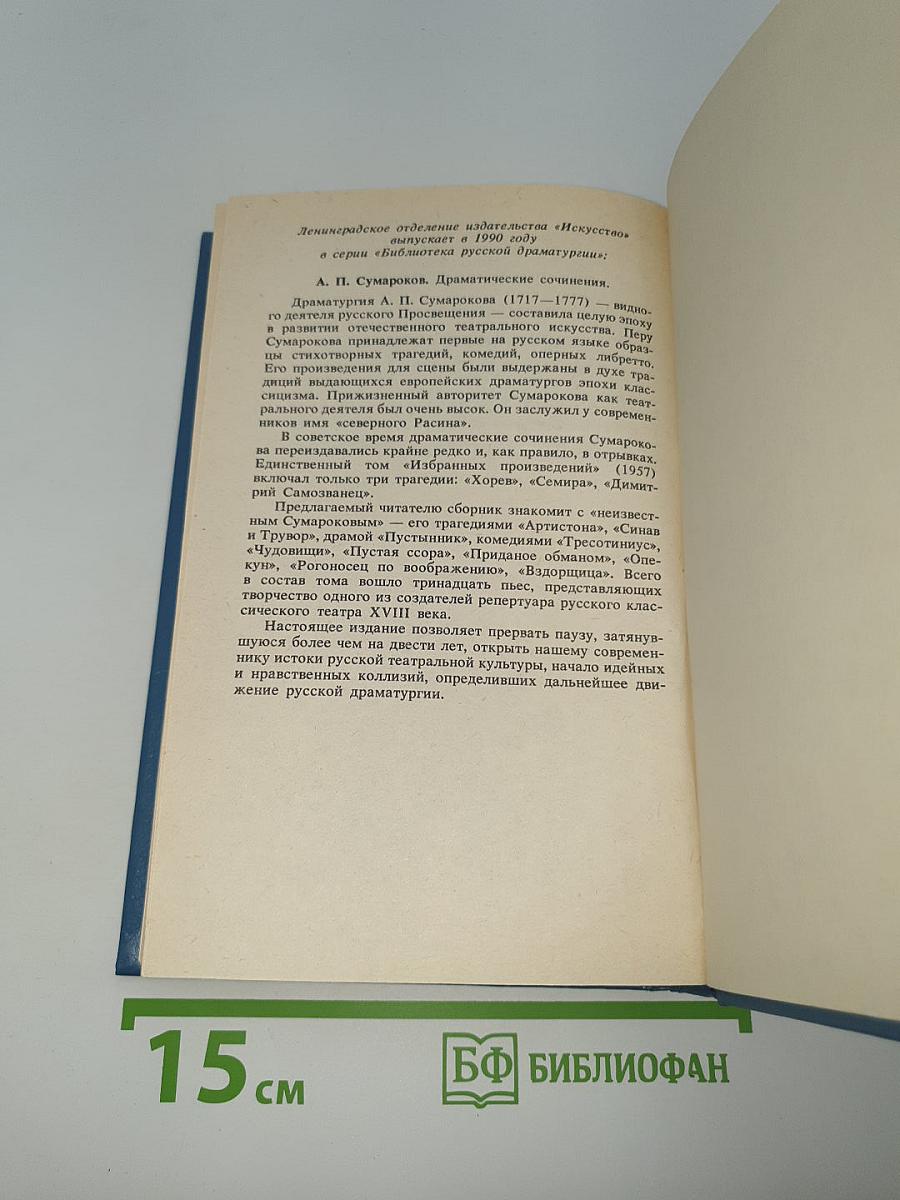 Ленинградское отделение издательства «Искусство»
выпускает в 1990 году
в серии «Библиотека русской драматургии»:
А. П. Сумароков. Драматические сочинения.
Драматургия А. П. Сумарокова (1717—1777) — видно-
го деятеля русского Просвещения — составила целую эпоху
в развитии отечественного театрального искусства. Перу
Сумарокова принадлежат первые на русском языке образ-
цы стихотворных трагедий, комедий, оперных либретто.
Его произведения для сцены были выдержаны в духе тра-
диций выдающихся европейских драматургов эпохи клас-
сицизма. Прижизненный авторитет Сумарокова как теат-
рального деятеля был очень высок. Он заслужил у современ-
ников имя «северного Расина».
В советское время драматические сочинения Сумароко-
ва переиздавались крайне редко и, как правило, в отрывках.
Единственный том «Избранных произведений» (1957)
включал только три трагедии: «Хорев», «Семира», «Димит-
рий Самозванец».
Предлагаемый читателю сборник знакомит с «неизвест-
ным Сумароковым» — его трагедиями «Артистона», «Синав
и Трувор», драмой «Пустынник», комедиями «Тресотиниус»,
«Чудовищи», «Пустая ссора», «Приданое обманом», «Опе-
кун», «Рогоносец по воображению», «Вздорщица». Всего
в состав тома вошло тринадцать пьес, представляющих
творчество одного из создателей репертуара русского клас-
сического театра XVIII века.
Настоящее издание позволяет прервать паузу, затянув-
шуюся более чем на двести лет, открыть нашему современ-
нику истоки русской театральной культуры, начало идейных
и нравственных коллизий, определивших дальнейшее дви-
жение русской драматургии.
15 см
БФ БИБЛИОФАН